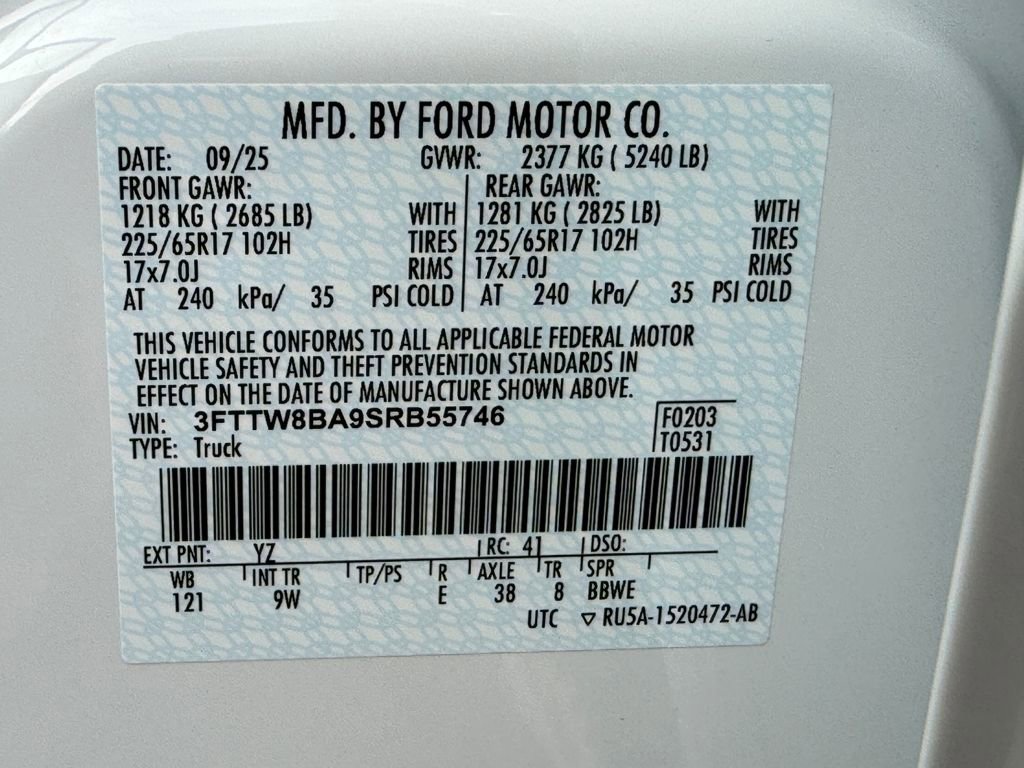 MFD. BY FORD MOTOR CO.
DATE: 09/25 GVWR: 2377 KG ( 5240 LB)
FRONT GAWR: REAR GAWR:
1218 KG ( 2685 LB) WITH 1281 KG ( 2825 LB) WITH
225/65R17 102H TIRES 225/65R17 102H TIRES
17x7.0J RIMS 17x7.0J RIMS
AT 240 kPa/ 35 PSI COLD AT 240 kPa/ 35 PSI COLD
THIS VEHICLE CONFORMS TO ALL APPLICABLE FEDERAL MOTOR
VEHICLE SAFETY AND THEFT PREVENTION STANDARDS IN
EFFECT ON THE DATE OF MANUFACTURE SHOWN ABOVE.
VIN: 3FTTW8BA9SRB55746 F0203
TYPE: Truck T0531
EXT PNT: YZ RC: 41 DSO:
WB INT TR TP/PS R AXLE TR SPR
121 9W E 38 8 BBWE
UTC ▽ RU5A-1520472-AB